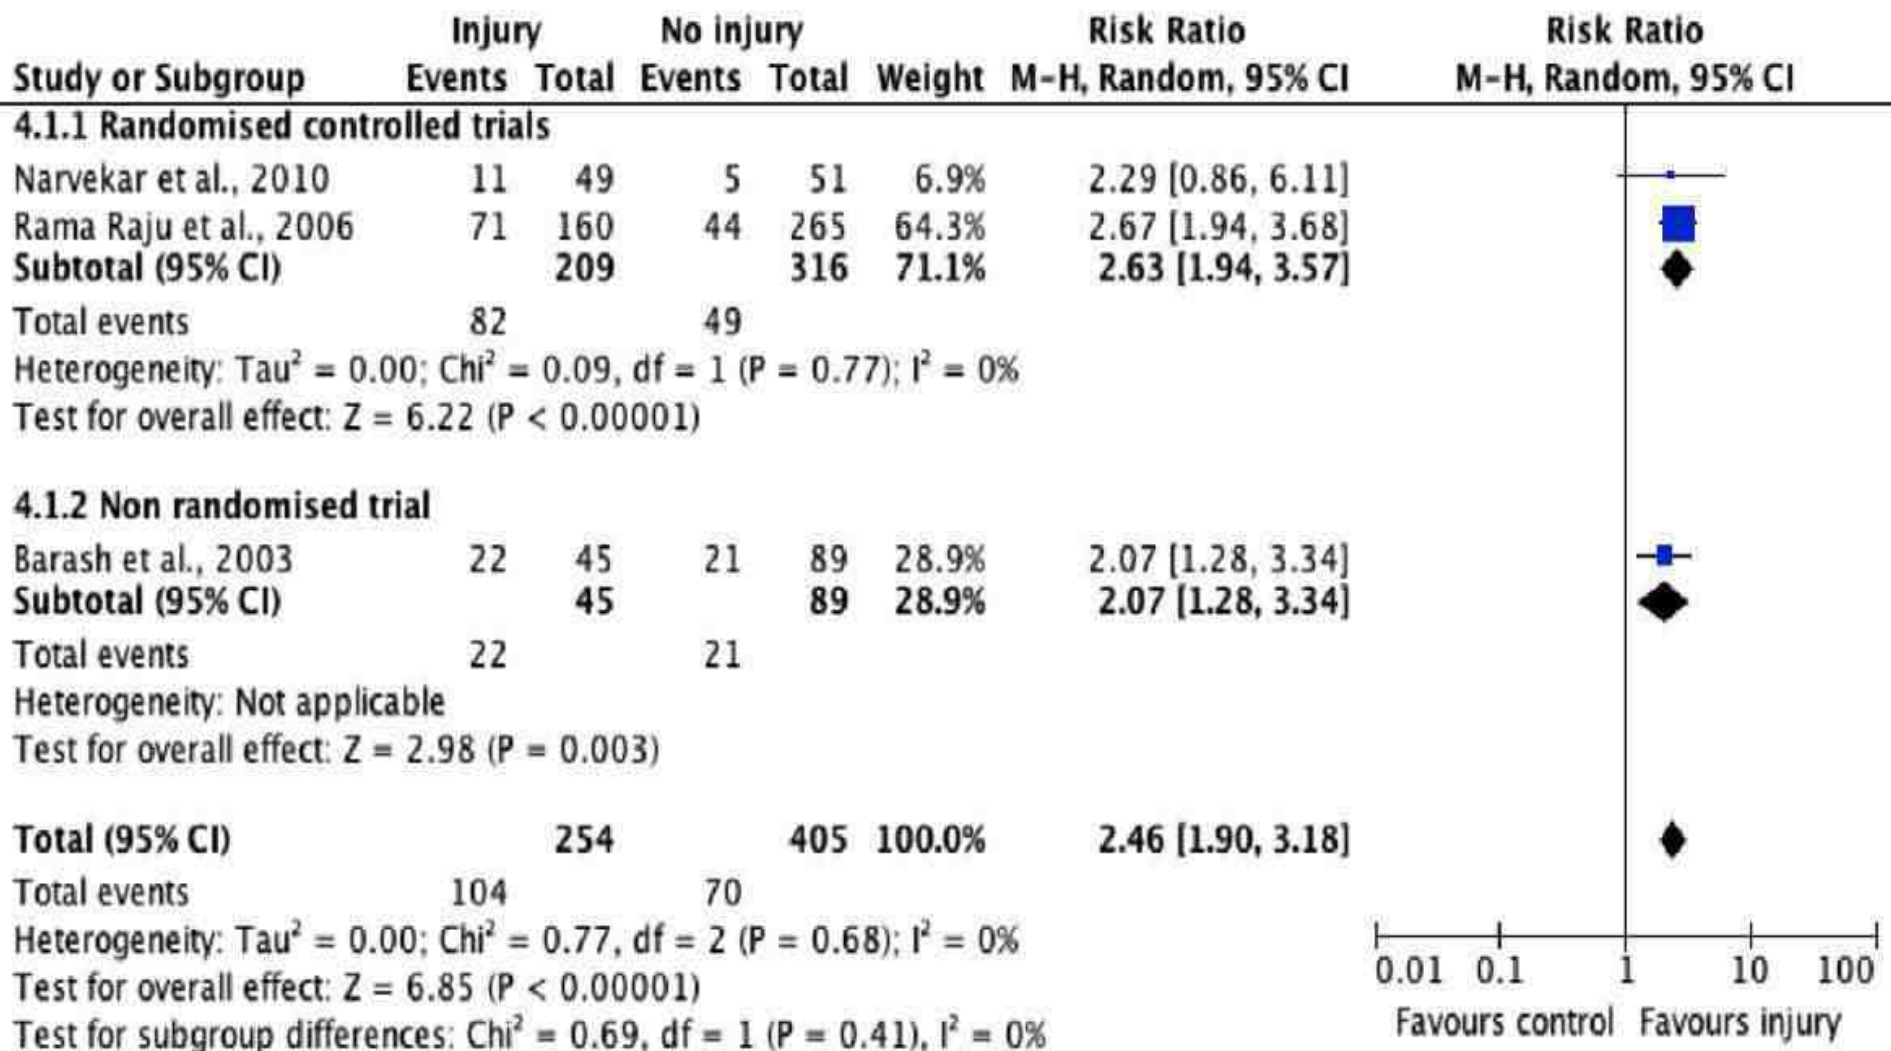 Injury No injury Risk Ratio Risk Ratio
Study or Subgroup Events Total Events Total Weight M-H, Random, 95% CI M-H, Random, 95% CI
4.1.1 Randomised controlled trials
Narvekar et al., 2010 11 49 5 51 6.9% 2.29 [0.86, 6.11]
Rama Raju et al., 2006 71 160 44 265 64.3% 2.67 [1.94, 3.68]
Subtotal (95% CI) 209 316 71.1% 2.63 [1.94, 3.57]
Total events 82 49
Heterogeneity: Tau² = 0.00; Chi² = 0.09, df = 1 (P = 0.77); I² = 0%
Test for overall effect: Z = 6.22 (P < 0.00001)
4.1.2 Non randomised trial
Barash et al., 2003 22 45 21 89 28.9% 2.07 [1.28, 3.34]
Subtotal (95% CI) 45 89 28.9% 2.07 [1.28, 3.34]
Total events 22 21
Heterogeneity: Not applicable
Test for overall effect: Z = 2.98 (P = 0.003)
Total (95% CI) 254 405 100.0% 2.46 [1.90, 3.18]
Total events 104 70
Heterogeneity: Tau² = 0.00; Chi² = 0.77, df = 2 (P = 0.68); I² = 0%
Test for overall effect: Z = 6.85 (P < 0.00001)
Test for subgroup differences: Chi² = 0.69, df = 1 (P = 0.41), I² = 0%
0.01 0.1 1 10 100
Favours control Favours injury